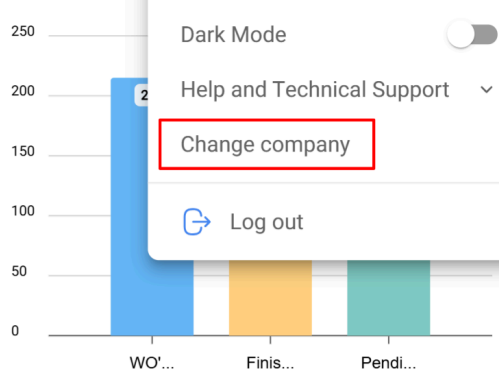 250
Dark Mode
200
2
Help and Technical Support
150
Change company
100
Log out
50
0
WO'...
Finis...
Pendi...